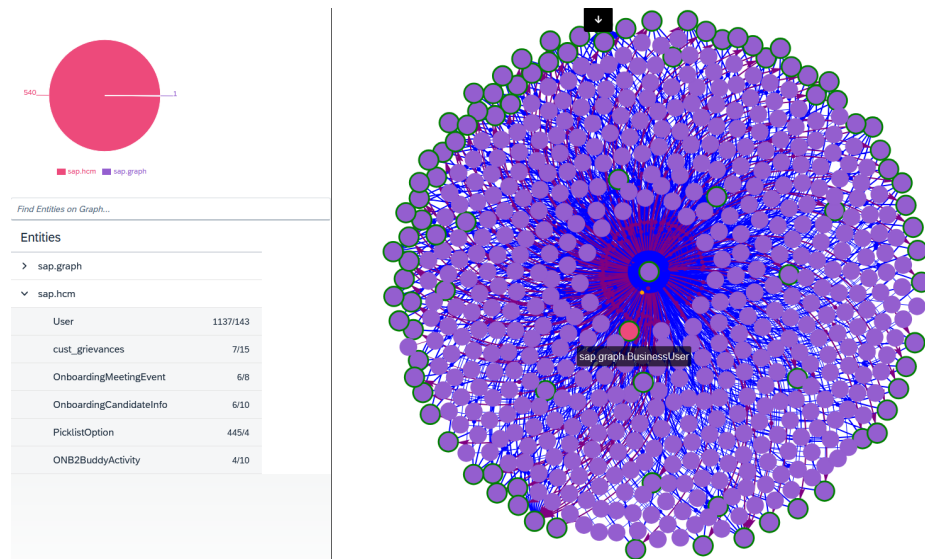 540
1
sap.hcm sap.graph
Find Entities on Graph...
Entities
sap.graph
sap.hcm
User 1137/143
cust_grievances 7/15
OnboardingMeetingEvent 6/8
OnboardingCandidateInfo 6/10
PicklistOption 445/4
ONB2BuddyActivity 4/10
sap.graph.BusinessUser